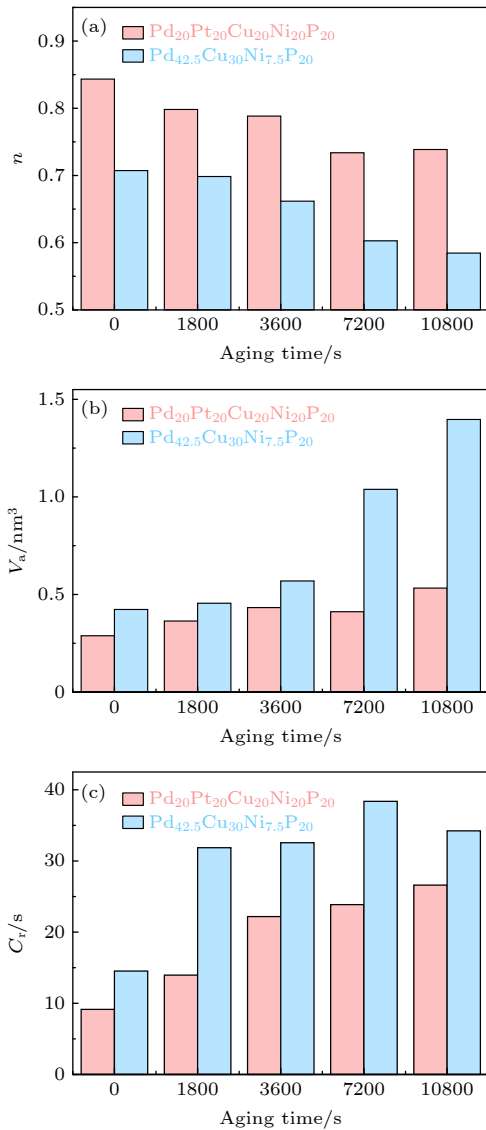 (a)
Pd₂₀Pt₂₀Cu₂₀Ni₂₀P₂₀
Pd₄₂.₅Cu₃₀Ni₇.₅P₂₀
0.9
0.8
0.7
0.6
0.5
n
0 1800 3600 7200 10800
Aging time/s
(b)
Pd₂₀Pt₂₀Cu₂₀Ni₂₀P₂₀
Pd₄₂.₅Cu₃₀Ni₇.₅P₂₀
1.5
1.0
0.5
0
Vₐ/nm³
0 1800 3600 7200 10800
Aging time/s
(c)
Pd₂₀Pt₂₀Cu₂₀Ni₂₀P₂₀
Pd₄₂.₅Cu₃₀Ni₇.₅P₂₀
40
30
20
10
0
Cᵣ/s
0 1800 3600 7200 10800
Aging time/s